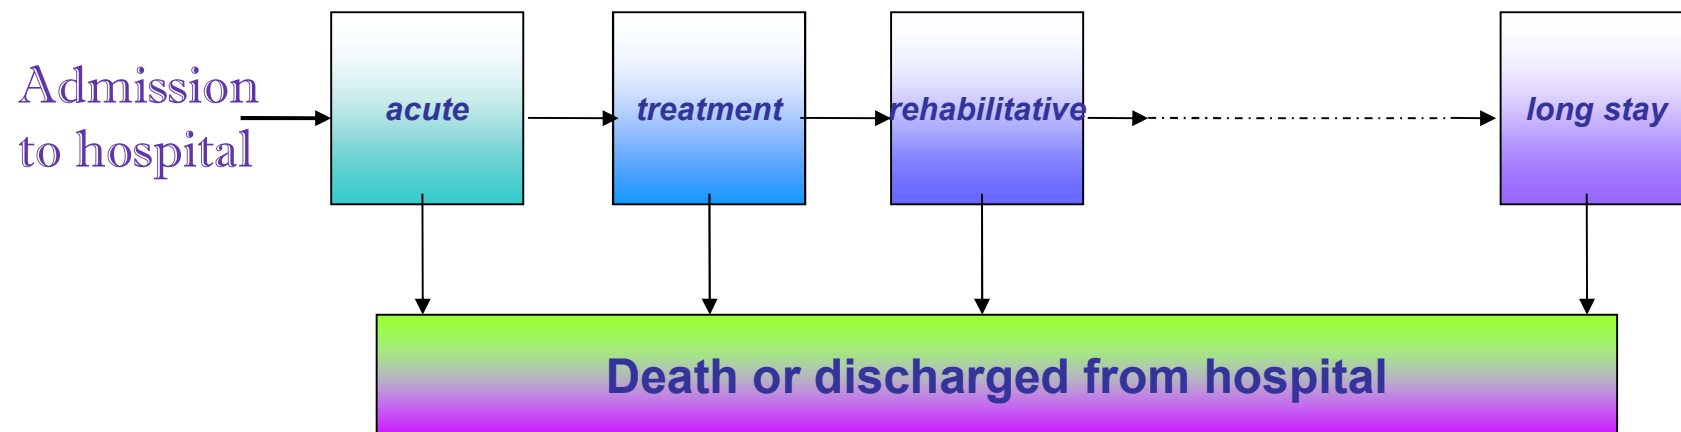 Admission
to hospital
acute
treatment
rehabilitative
long stay
Death or discharged from hospital